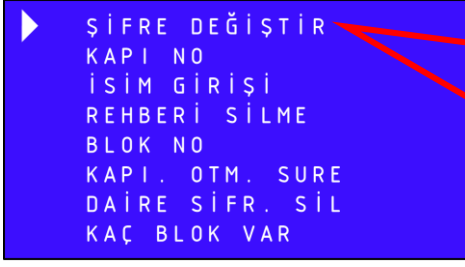 ŞİFRE DEĞİŞTİR
KAPI NO
İSİM GİRİŞİ
REHBERİ SİLME
BLOK NO
KAPI. OTM. SURE
DAİRE SİFR. SİL
KAÇ BLOK VAR